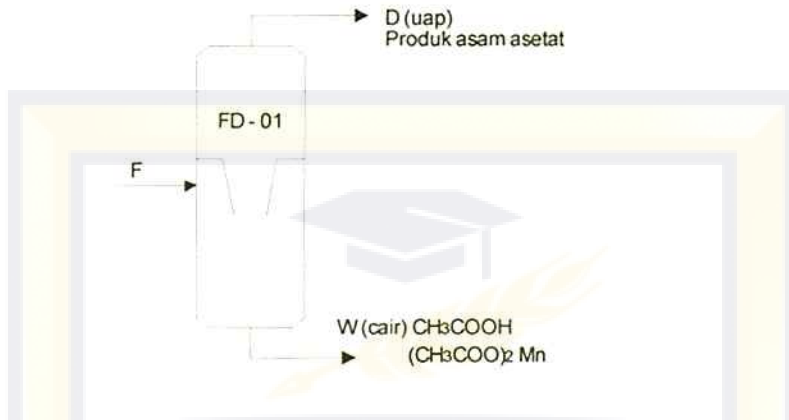 D (uap)
Produk asam asetat
FD - 01
F
W (cair) CH3COOH
(CH3COO)2 Mn